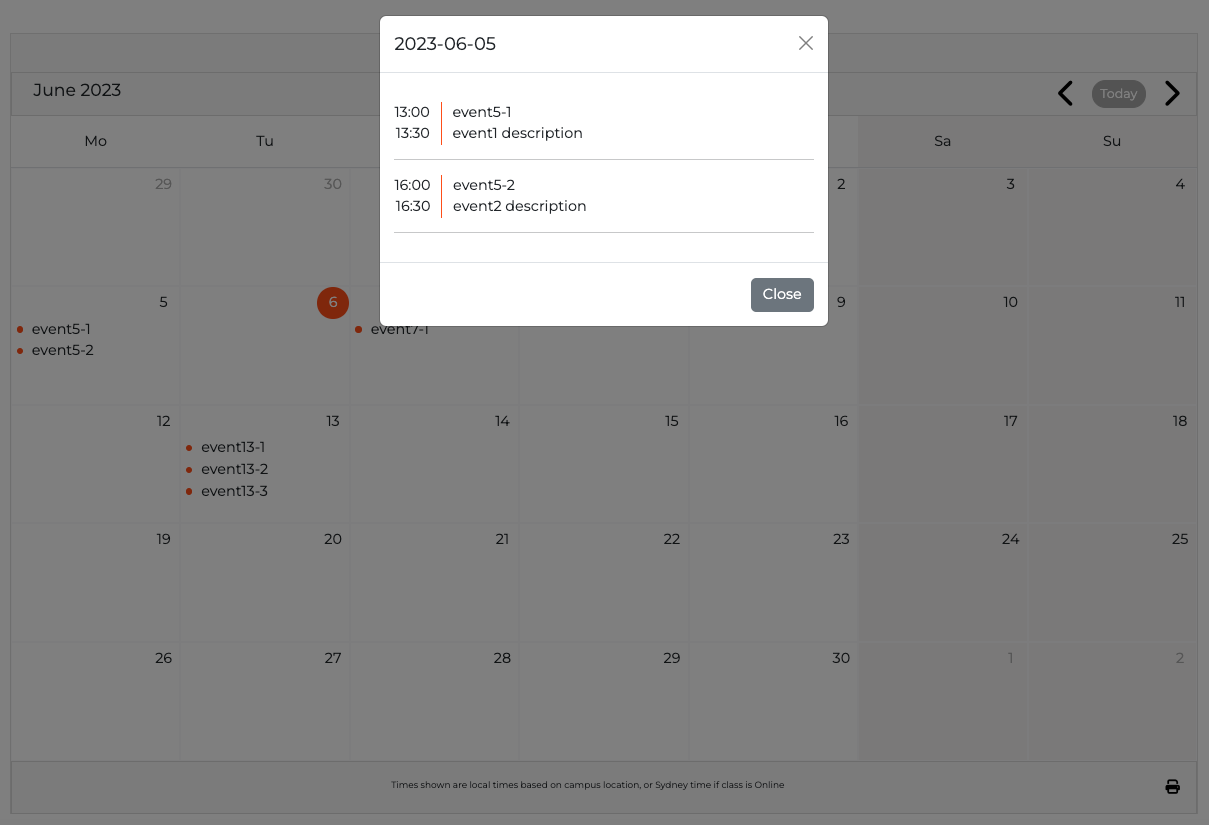 2023-06-05
13:00 event5-1
13:30 event1 description
16:00 event5-2
16:30 event2 description
Close
June 2023
Today
Mo Tu Sa Su
29 30 2 3 4
5 6 9 10 11
event5-1 event7-1
event5-2
12 13 14 15 16 17 18
event13-1
event13-2
event13-3
19 20 21 22 23 24 25
26 27 28 29 30 1 2
Times shown are local times based on campus location, or Sydney time if class is Online